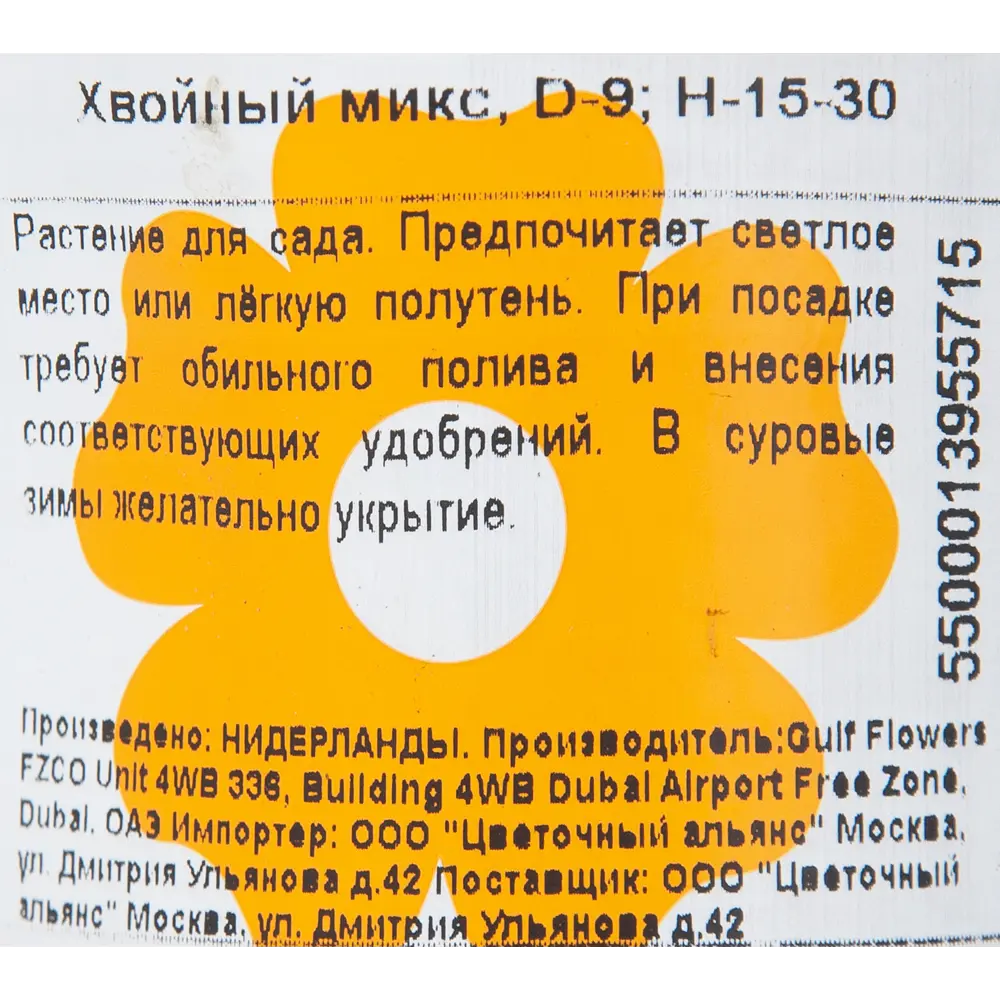 Хвойный микс, D-9; H-15-30
Растение для сада. Предпочитает светлое
место или лёгкую полутень. При посадке
требует обильного полива и внесения
соответствующих удобрений. В суровые
зимы желательно укрытие.
5500013955715
Произведено: НИДЕРЛАНДЫ. Производитель:Gulf Flowers
FZCO Unit 4WB 336, Building 4WB Dubai Airport Free Zone,
Dubai, ОАЭ Импортер: ООО "Цветочный альянс" Москва,
ул. Дмитрия Ульянова д.42 Поставщик: ООО "Цветочный
альянс" Москва, ул. Дмитрия Ульянова д.42